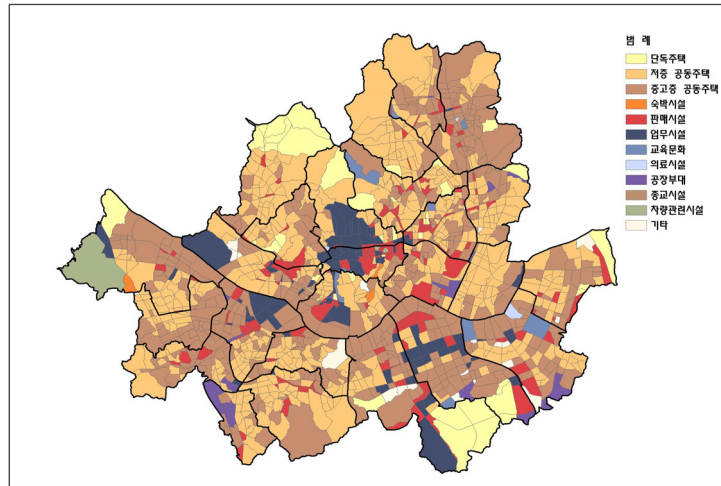 범 례
단독주택
저층 공동주택
중고층 공동주택
숙박시설
판매시설
업무시설
교육문화
의료시설
공장부대
종교시설
차량관련시설
기타